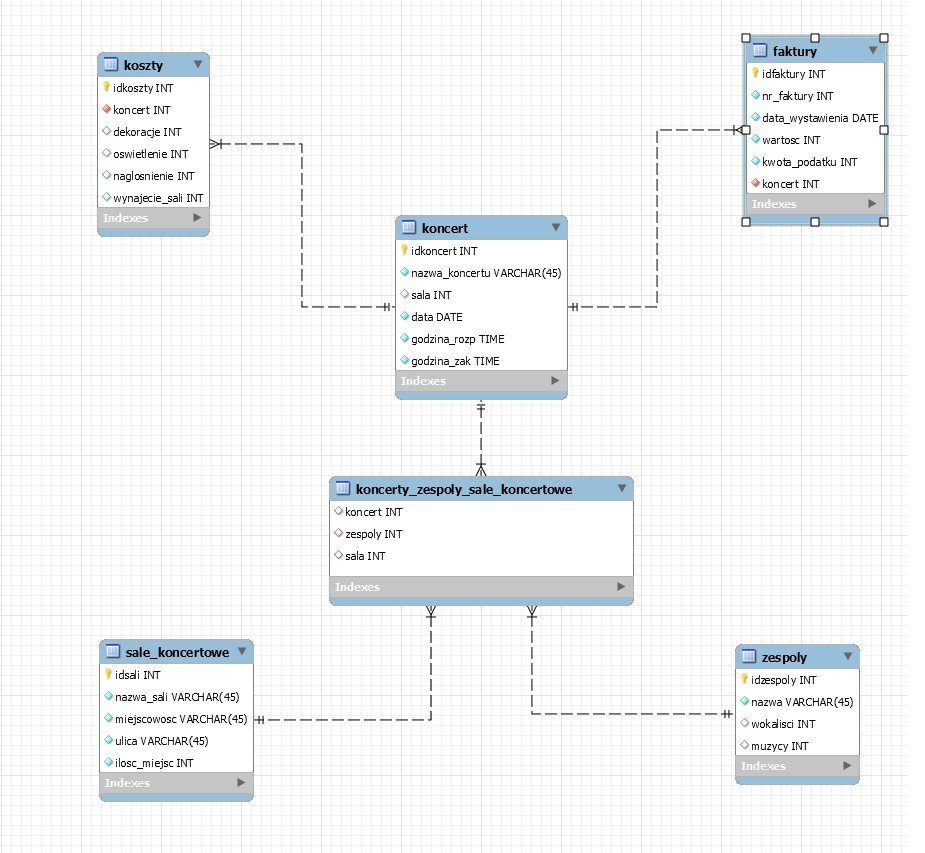 koszty
idkoszty INT
koncert INT
dekoracje INT
oswietlenie INT
naglosnienie INT
wynajecie_sali INT
Indexes
faktury
idfaktury INT
nr_faktury INT
data_wystawienia DATE
wartosc INT
kwota_podatku INT
koncert INT
Indexes
koncert
idkoncert INT
nazwa_koncertu VARCHAR(45)
sala INT
data DATE
godzina_rozp TIME
godzina_zak TIME
Indexes
koncerty_zespoly_sale_koncertowe
koncert INT
zespoly INT
sala INT
Indexes
sale_koncertowe
idsali INT
nazwa_sali VARCHAR(45)
miejscowosc VARCHAR(45)
ulica VARCHAR(45)
ilosc_miejsc INT
Indexes
zespoly
idzespoly INT
nazwa VARCHAR(45)
wokalisci INT
muzycy INT
Indexes